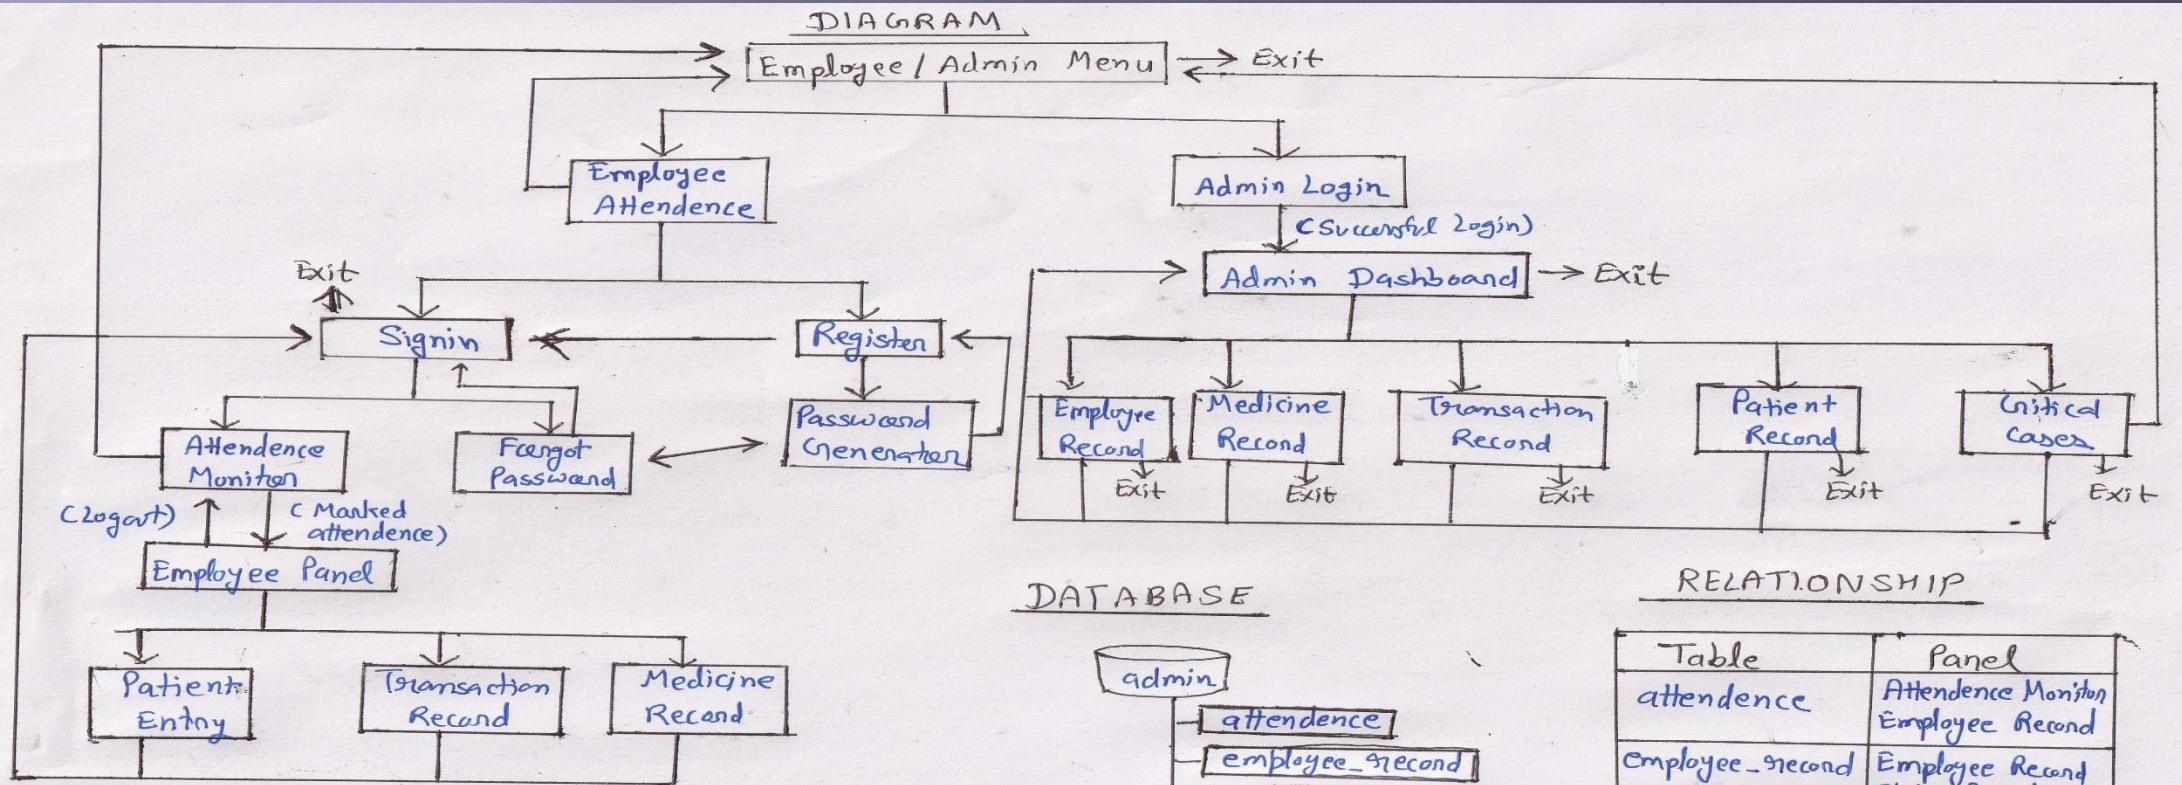 DIAGRAM
Employee / Admin Menu
Exit
Employee
Attendence
Admin Login
(Successful Login)
Exit
Admin Dashboard
Exit
Signin
Register
Employee
Record
Medicine
Record
Transaction
Record
Patient
Record
Critical
Cases
Password
Generator
Attendence
Monitor
Forgot
Password
Exit
Exit
Exit
Exit
Exit
(Logout)
(Marked
attendence)
Employee Panel
DATABASE
RELATIONSHIP
Patient
Entry
Transaction
Record
Medicine
Record
admin
attendence
employee_record
Table
Panel
attendence
Attendence Monitor
Employee Record
employee_record
Employee Record